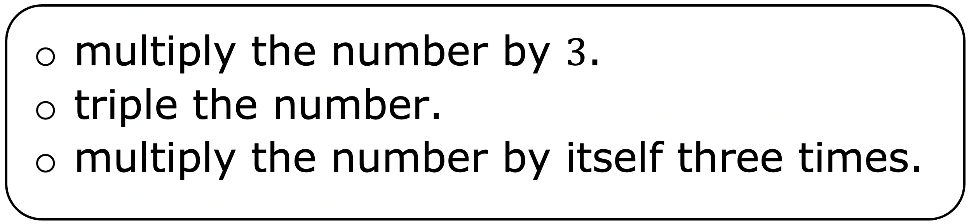 ○ multiply the number by 3.
○ triple the number.
○ multiply the number by itself three times.